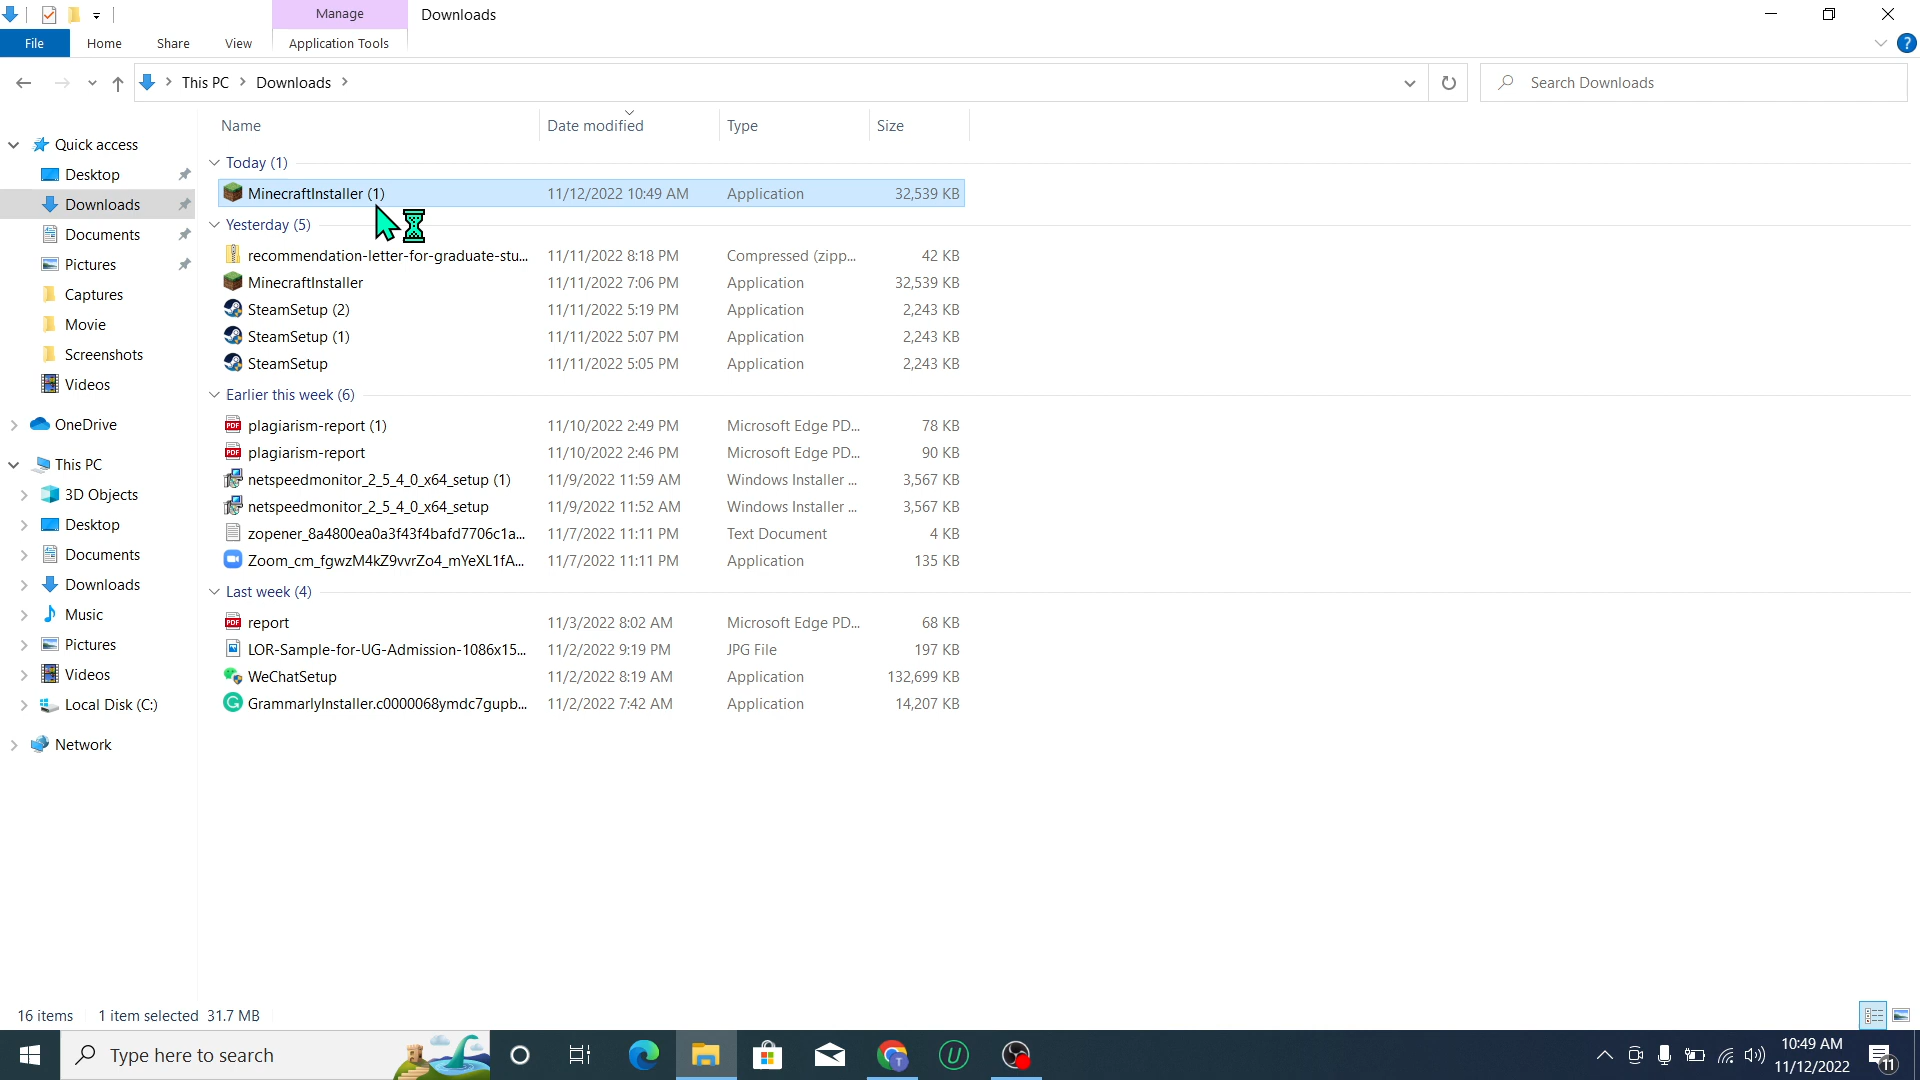 Manage
Downloads
File
Home
Share
View
Application Tools
?
This PC
Downloads
Search Downloads
Name
Date modified
Type
Size
Quick access
Desktop
Downloads
Documents
Pictures
Captures
Movie
Screenshots
Videos
OneDrive
This PC
3D Objects
Desktop
Documents
Downloads
Music
Pictures
Videos
Local Disk (C:)
Network
Today (1)
MinecraftInstaller (1) 11/12/2022 10:49 AM Application 32,539 KB
Yesterday (5)
recommendation-letter-for-graduate-stu... 11/11/2022 8:18 PM Compressed (zipp... 42 KB
MinecraftInstaller 11/11/2022 7:06 PM Application 32,539 KB
SteamSetup (2) 11/11/2022 5:19 PM Application 2,243 KB
SteamSetup (1) 11/11/2022 5:07 PM Application 2,243 KB
SteamSetup 11/11/2022 5:05 PM Application 2,243 KB
Earlier this week (6)
plagiarism-report (1) 11/10/2022 2:49 PM Microsoft Edge PD... 78 KB
plagiarism-report 11/10/2022 2:46 PM Microsoft Edge PD... 90 KB
netspeedmonitor_2_5_4_0_x64_setup (1) 11/9/2022 11:59 AM Windows Installer ... 3,567 KB
netspeedmonitor_2_5_4_0_x64_setup 11/9/2022 11:52 AM Windows Installer ... 3,567 KB
zopener_8a4800ea0a3f43f4bafd7706c1a... 11/7/2022 11:11 PM Text Document 4 KB
Zoom_cm_fgwzM4kZ9vvrZo4_mYeXL1fA... 11/7/2022 11:11 PM Application 135 KB
Last week (4)
report 11/3/2022 8:02 AM Microsoft Edge PD... 68 KB
LOR-Sample-for-UG-Admission-1086x15... 11/2/2022 9:19 PM JPG File 197 KB
WeChatSetup 11/2/2022 8:19 AM Application 132,699 KB
GrammarlyInstaller.c0000068ymdc7gupb... 11/2/2022 7:42 AM Application 14,207 KB
16 items 1 item selected 31.7 MB
Type here to search
10:49 AM
11/12/2022
11